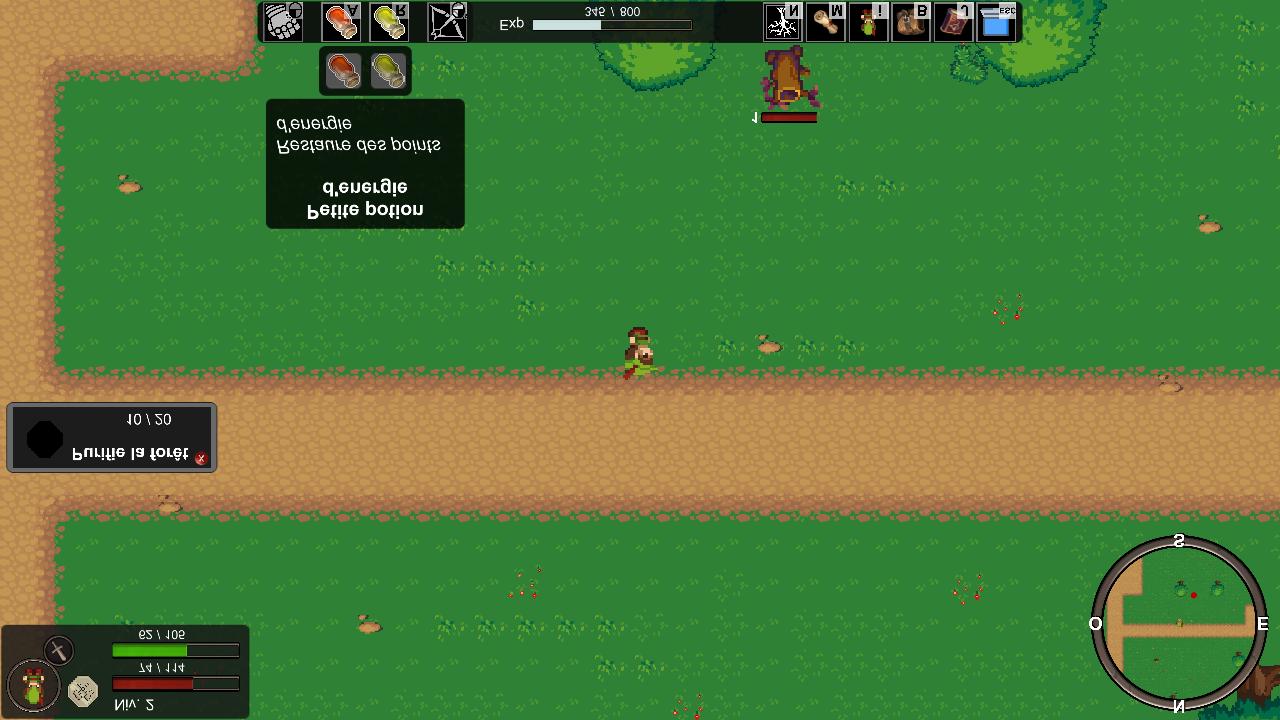 Niv. 2
74 / 114
62 / 105
N
O
E
S
Purifie la forêt
x
10 / 20
Petite potion
d'energie
Restaure des points
d'energie
1
A
R
Exp
345 / 800
N
M
I
B
J
ESC